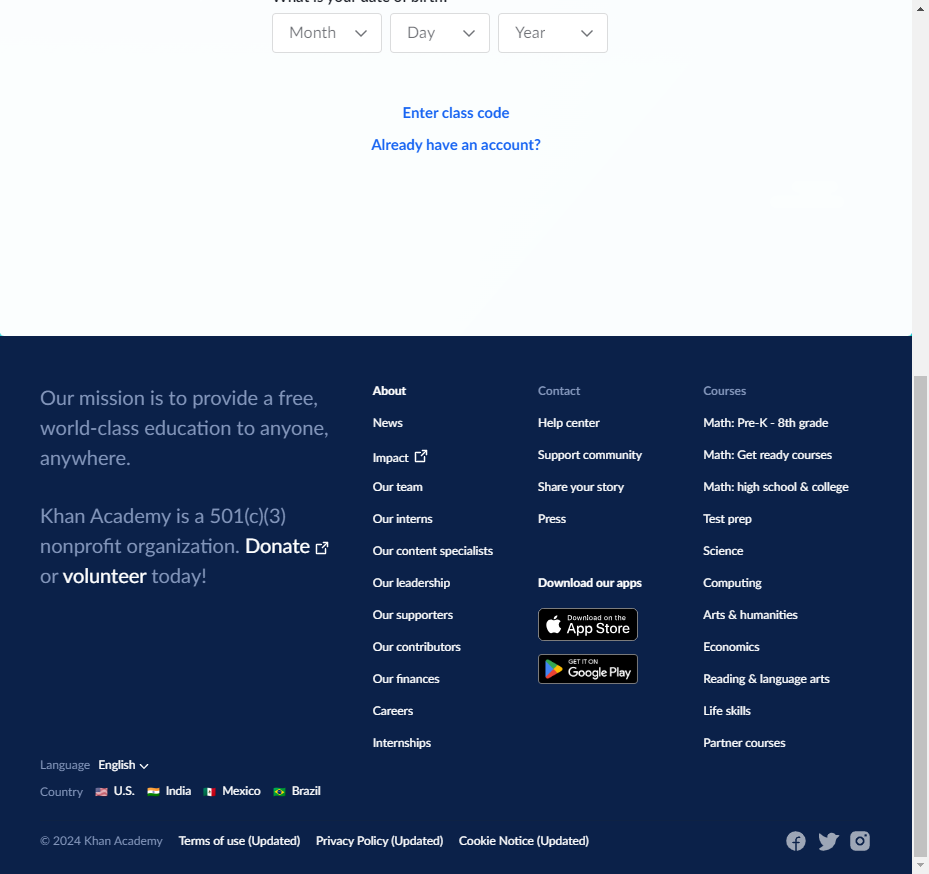 What is your date of birth?
Month Day Year
Enter class code
Already have an account?
Our mission is to provide a free,
world-class education to anyone,
anywhere.
Khan Academy is a 501(c)(3)
nonprofit organization. Donate
or volunteer today!
About
News
Impact
Our team
Our interns
Our content specialists
Our leadership
Our supporters
Our contributors
Our finances
Careers
Internships
Contact
Help center
Support community
Share your story
Press
Download our apps
Download on the
App Store
GET IT ON
Google Play
Courses
Math: Pre-K - 8th grade
Math: Get ready courses
Math: high school & college
Test prep
Science
Computing
Arts & humanities
Economics
Reading & language arts
Life skills
Partner courses
Language English
Country U.S. India Mexico Brazil
© 2024 Khan Academy Terms of use (Updated) Privacy Policy (Updated) Cookie Notice (Updated)